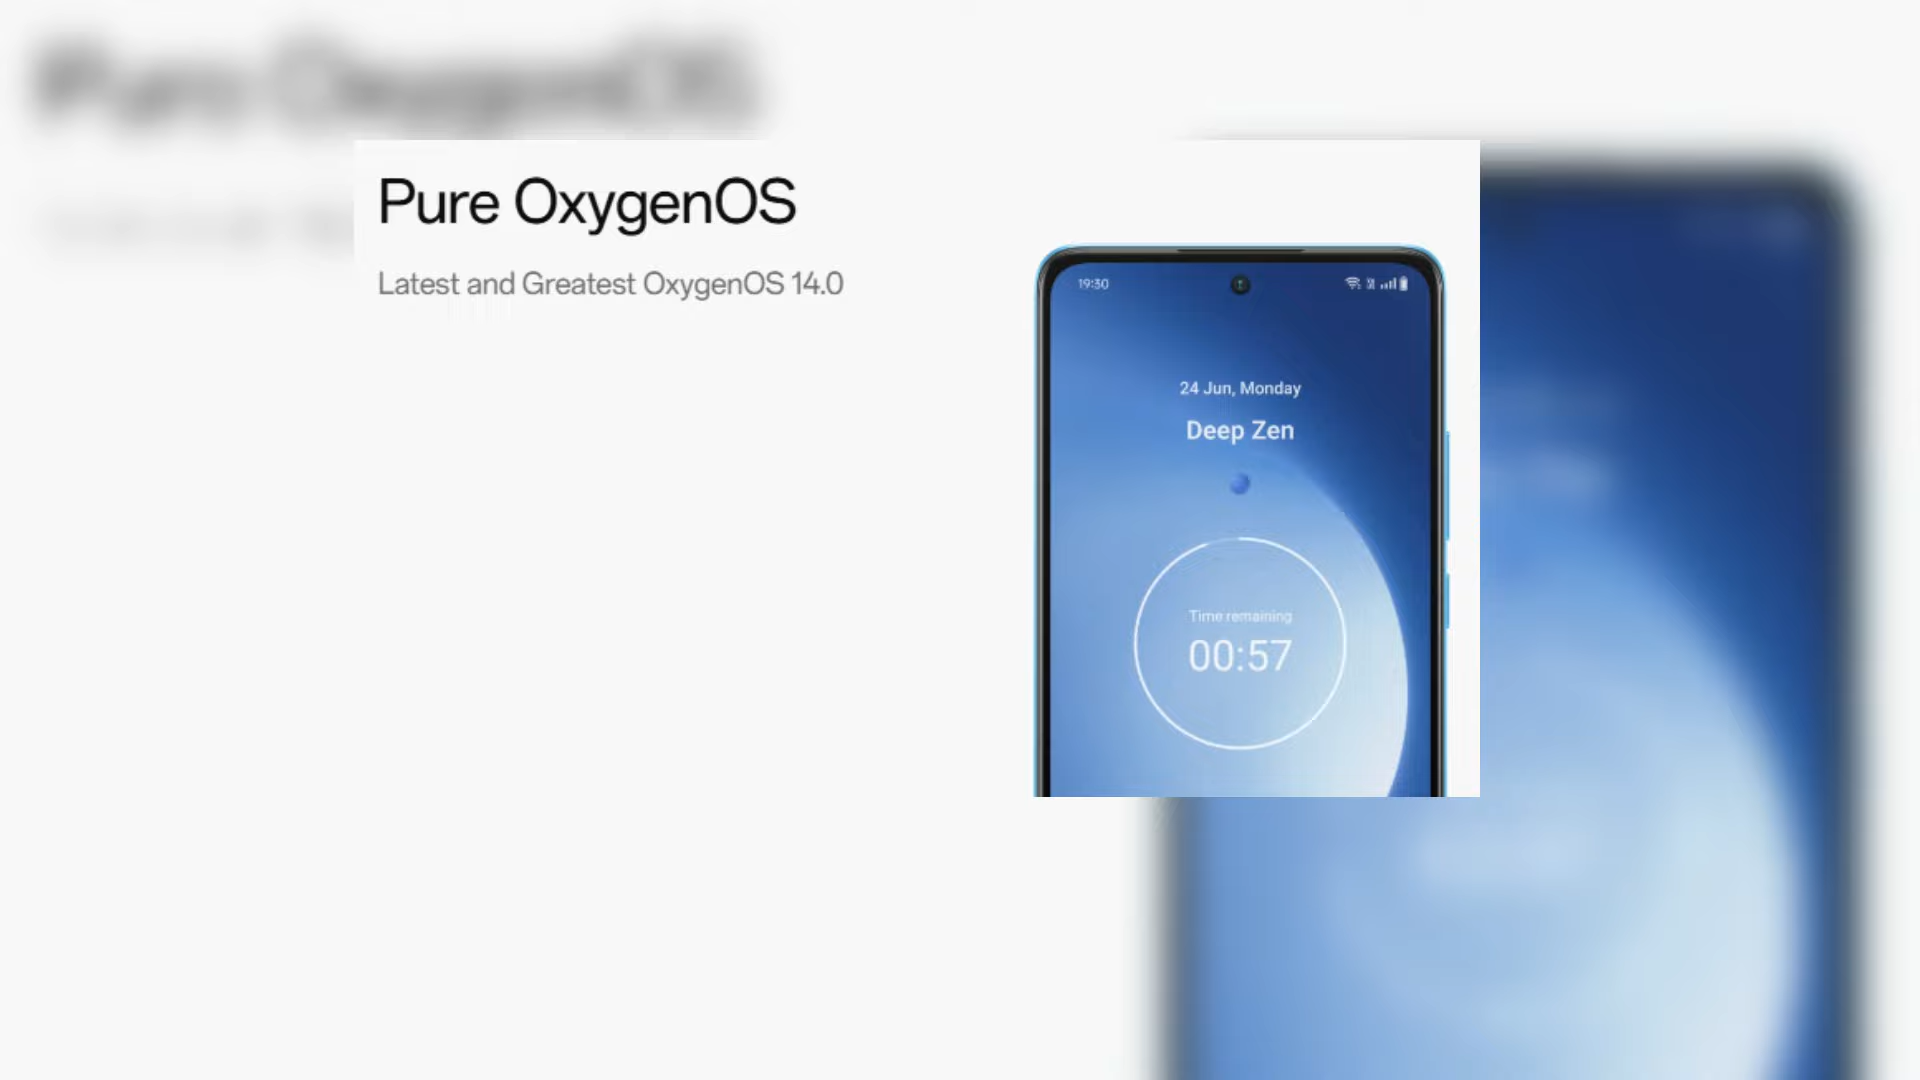 Pure OxygenOS
Latest and Greatest OxygenOS 14.0
19:30
24 Jun, Monday
Deep Zen
Time remaining
00:57